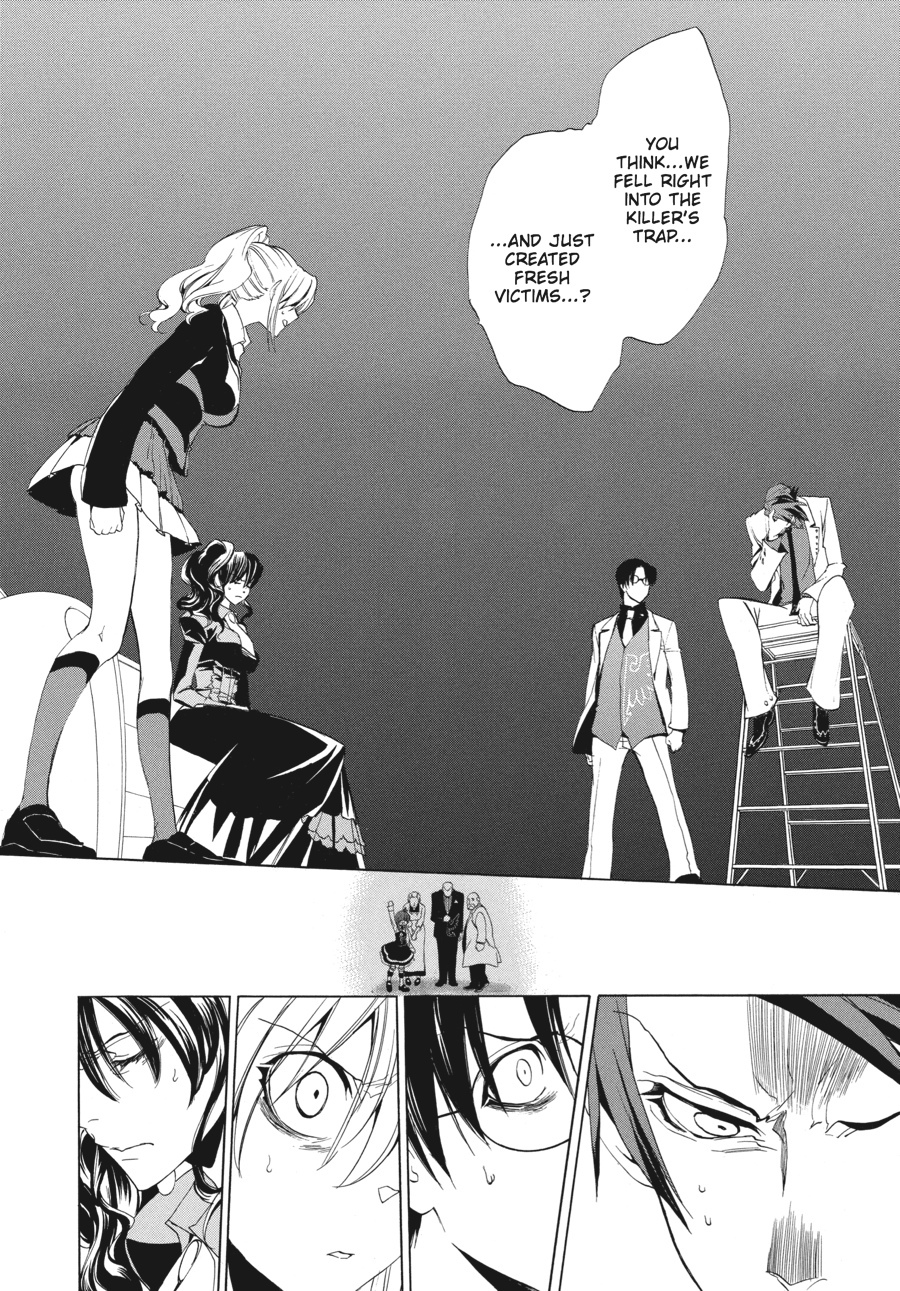 YOU
THINK...WE
FELL RIGHT
INTO THE
KILLER'S
TRAP...
...AND JUST
CREATED
FRESH
VICTIMS...?